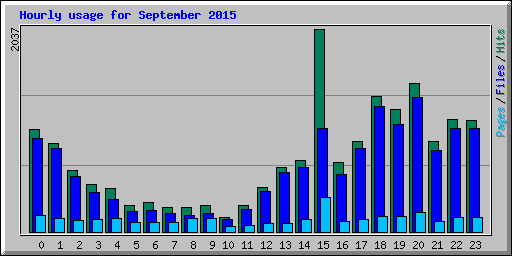 Hourly usage for September 2015
2037
Pages/Files/Hits
0 1 2 3 4 5 6 7 8 9 10 11 12 13 14 15 16 17 18 19 20 21 22 23